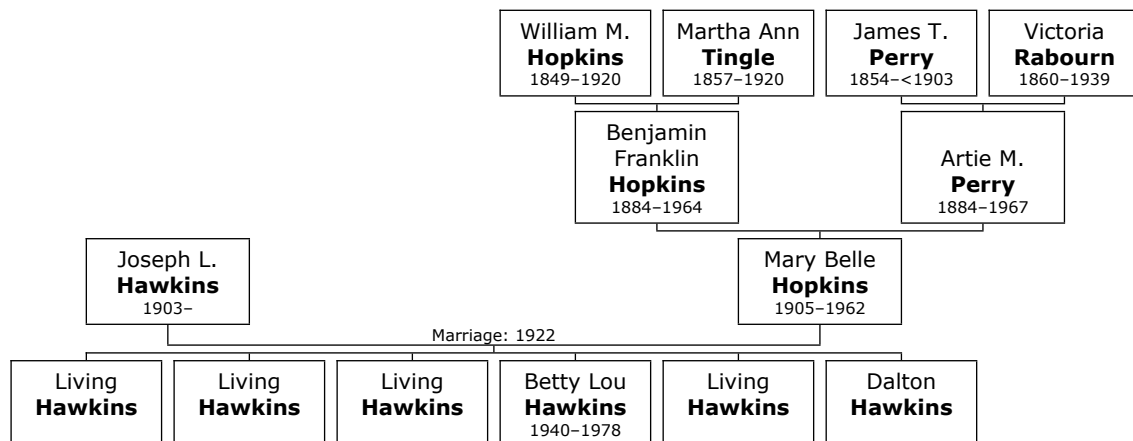 William M.
Hopkins
1849–1920
Martha Ann
Tingle
1857–1920
James T.
Perry
1854–<1903
Victoria
Rabourn
1860–1939
Benjamin
Franklin
Hopkins
1884–1964
Artie M.
Perry
1884–1967
Joseph L.
Hawkins
1903–
Mary Belle
Hopkins
1905–1962
Marriage: 1922
Living
Hawkins
Living
Hawkins
Living
Hawkins
Betty Lou
Hawkins
1940–1978
Living
Hawkins
Dalton
Hawkins